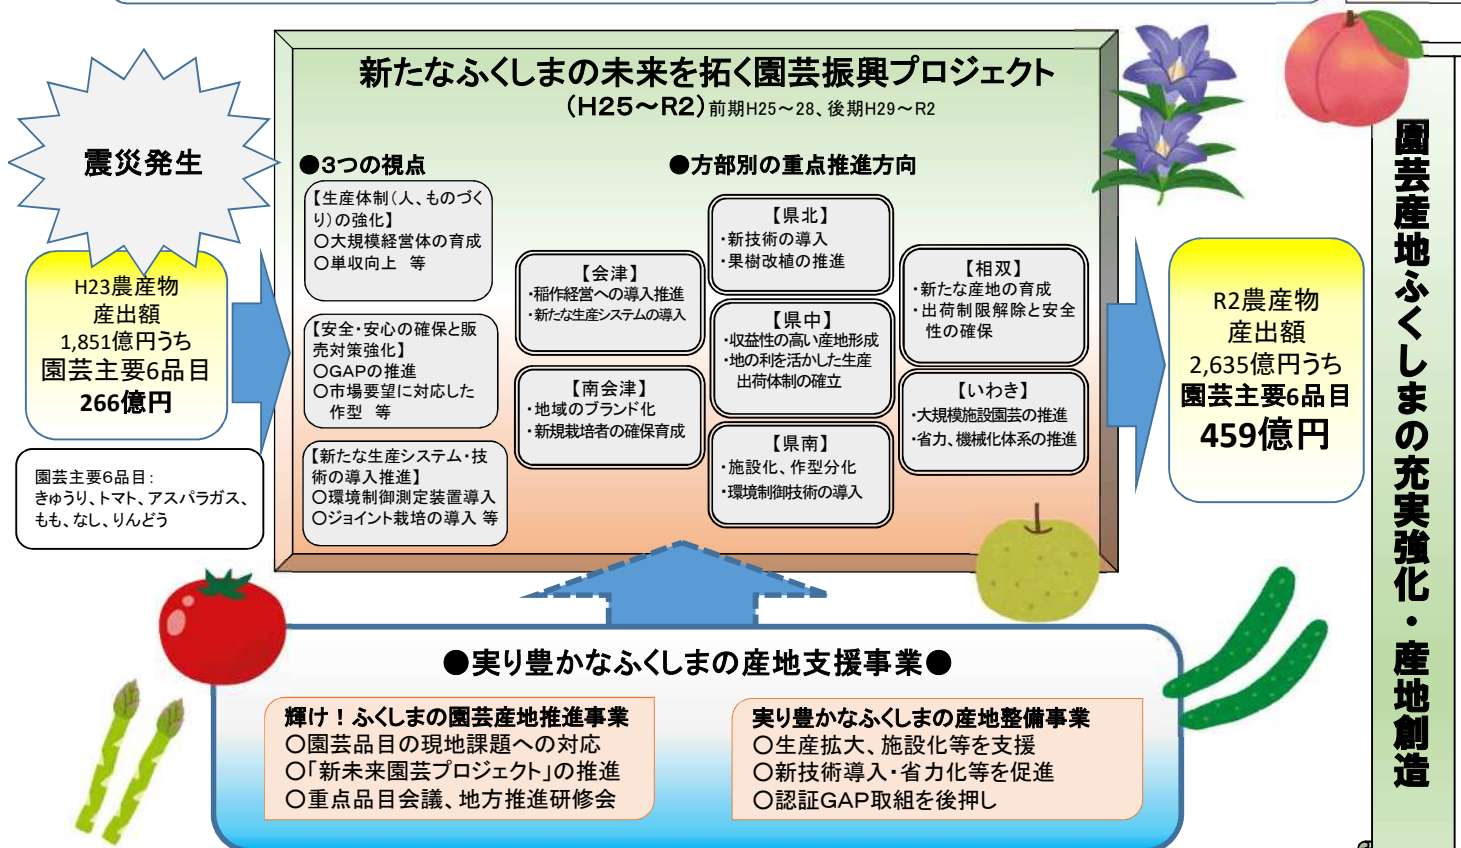 新たなふくしまの未来を拓く園芸振興プロジェクト
(H25～R2)前期H25～28、後期H29～R2
震災発生
H23農産物
産出額
1,851億円うち
園芸主要6品目
266億円
園芸主要6品目：
きゅうり、トマト、アスパラガス、
もも、なし、りんどう
●3つの視点
【生産体制(人、ものづく
り)の強化】
○大規模経営体の育成
○単収向上 等
【安全・安心の確保と販
売対策強化】
○GAPの推進
○市場要望に対応した
作型 等
【新たな生産システム・技
術の導入推進】
○環境制御測定装置導入
○ジョイント栽培の導入 等
●方部別の重点推進方向
【会津】
・稲作経営への導入推進
・新たな生産システムの導入
【南会津】
・地域のブランド化
・新規栽培者の確保育成
【県北】
・新技術の導入
・果樹改植の推進
【県中】
・収益性の高い産地形成
・地の利を活かした生産
出荷体制の確立
【県南】
・施設化、作型分化
・環境制御技術の導入
【相双】
・新たな産地の育成
・出荷制限解除と安全
性の確保
【いわき】
・大規模施設園芸の推進
・省力、機械化体系の推進
R2農産物
産出額
2,635億円うち
園芸主要6品目
459億円
園芸産地ふくしまの充実強化・産地創造
●実り豊かなふくしまの産地支援事業●
輝け！ふくしまの園芸産地推進事業
○園芸品目の現地課題への対応
○「新未来園芸プロジェクト」の推進
○重点品目会議、地方推進研修会
実り豊かなふくしまの産地整備事業
○生産拡大、施設化等を支援
○新技術導入・省力化等を促進
○認証GAP取組を後押し